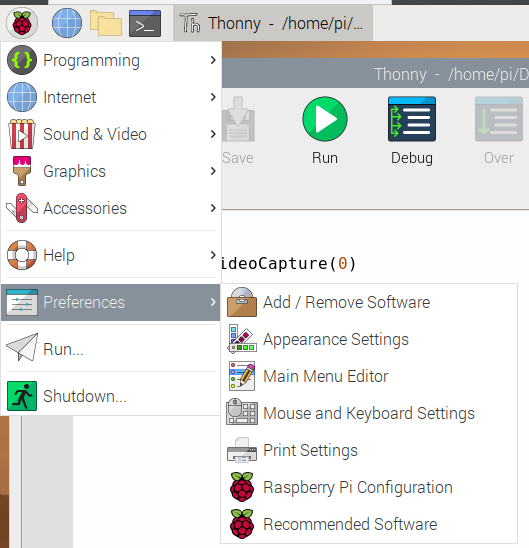 Thonny - /home/pi/...
Thonny - /home/pi/D
Programming
Internet
Sound & Video
Graphics
Accessories
Help
Preferences
Run...
Shutdown...
Save
Run
Debug
Over
ideoCapture(0)
Add / Remove Software
Appearance Settings
Main Menu Editor
Mouse and Keyboard Settings
Print Settings
Raspberry Pi Configuration
Recommended Software